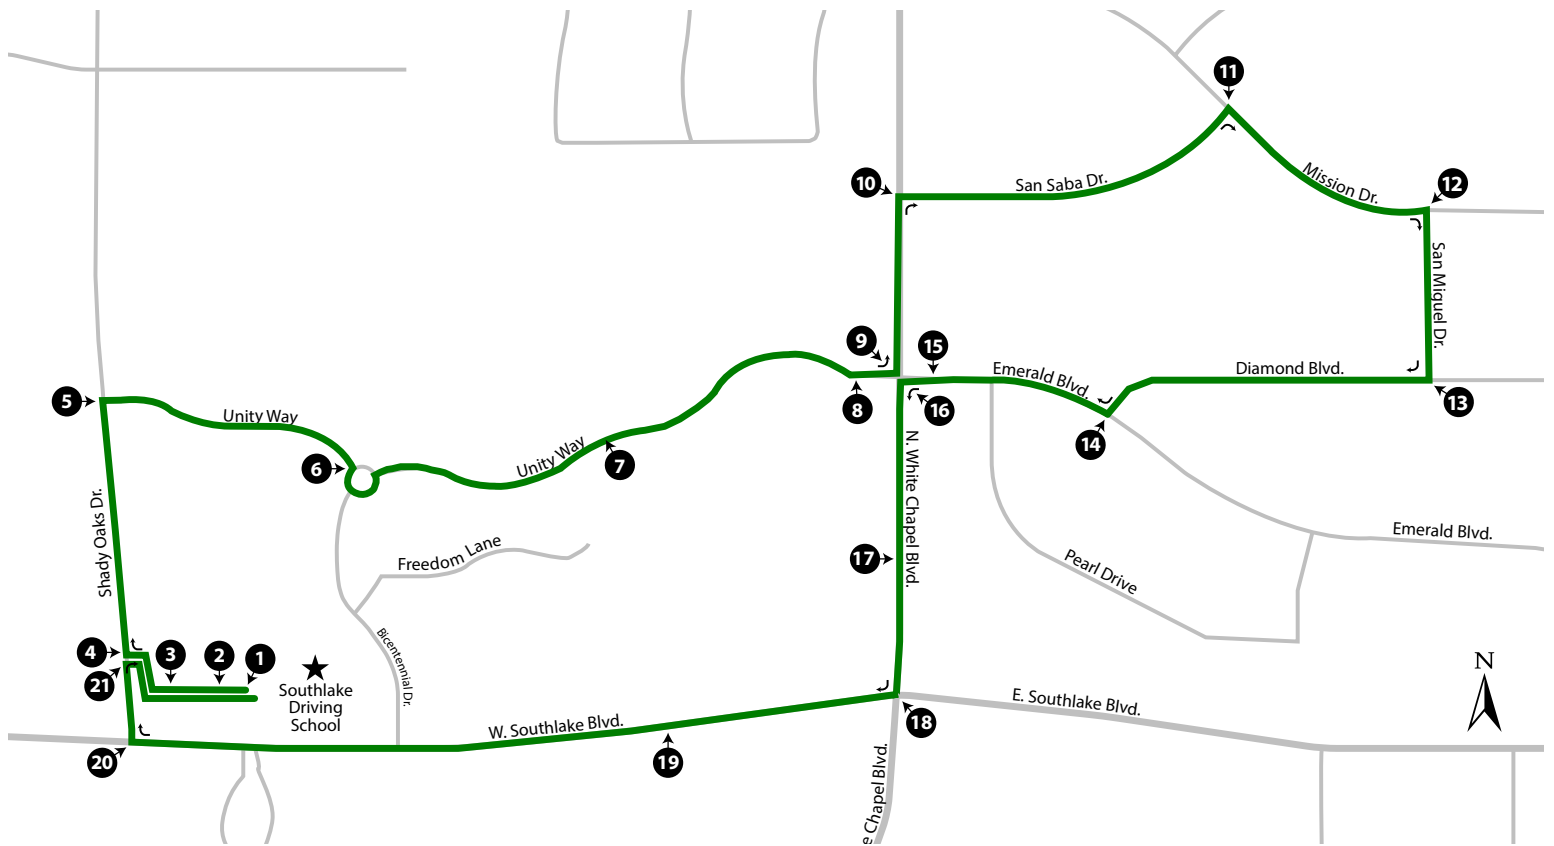 11
10
San Saba Dr.
Mission Dr.
12
San Miquel Dr.
9
15
Emerald Blvd.
Diamond Blvd.
5
8
16
13
Unity Way
14
6
Unity Way
7
N. White Chapel Blvd.
Shady Oaks Dr.
Freedom Lane
17
Pearl Drive
Emerald Blvd.
4
3
2
1
21
Bicentennial Dr.
Southlake
Driving
School
N
W. Southlake Blvd.
E. Southlake Blvd.
18
20
19
e Chapel Blvd.